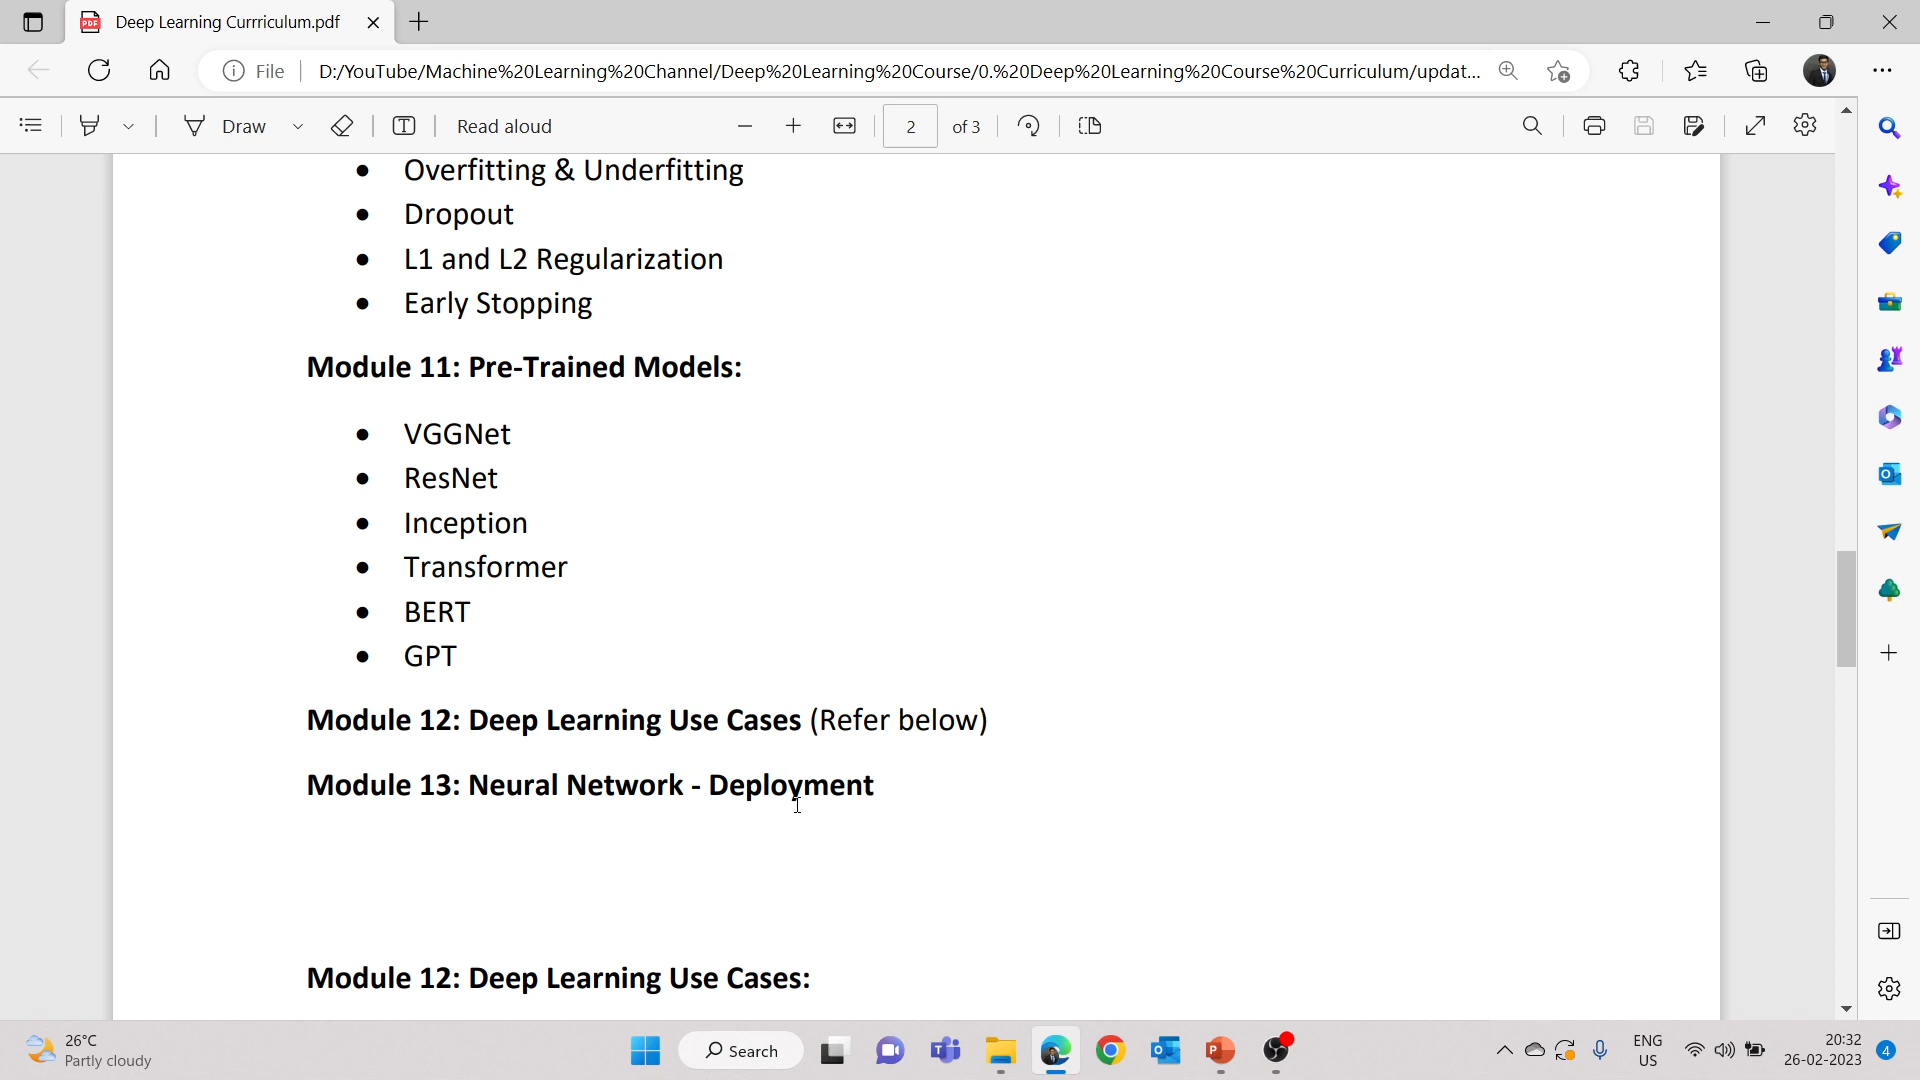 Deep Learning Currriculum.pdf
File
D:/YouTube/Machine%20Learning%20Channel/Deep%20Learning%20Course/0.%20Deep%20Learning%20Course%20Curriculum/updat...
Draw
Read aloud
2
of 3
• Overfitting & Underfitting
• Dropout
• L1 and L2 Regularization
• Early Stopping
Module 11: Pre-Trained Models:
• VGGNet
• ResNet
• Inception
• Transformer
• BERT
• GPT
Module 12: Deep Learning Use Cases (Refer below)
Module 13: Neural Network - Deployment
Module 12: Deep Learning Use Cases:
26°C
Partly cloudy
Search
ENG
US
20:32
26-02-2023
4